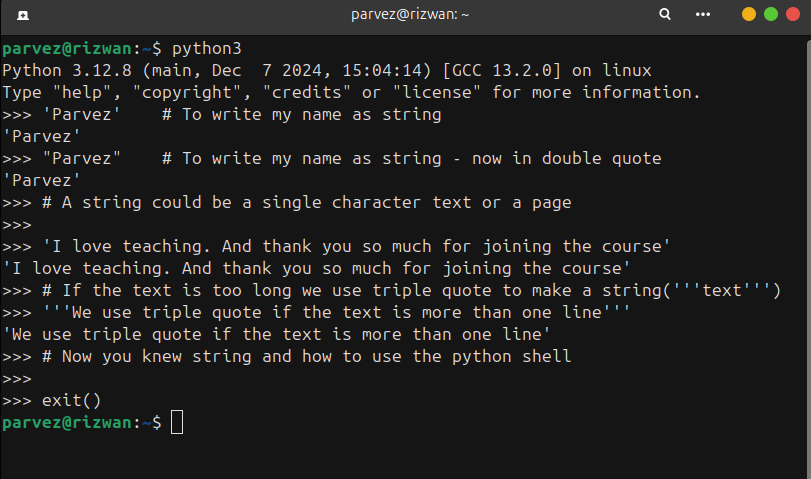 parvez@rizwan: ~
parvez@rizwan:~$ python3
Python 3.12.8 (main, Dec  7 2024, 15:04:14) [GCC 13.2.0] on linux
Type "help", "copyright", "credits" or "license" for more information.
>>> 'Parvez'    # To write my name as string
'Parvez'
>>> "Parvez"    # To write my name as string - now in double quote
'Parvez'
>>> # A string could be a single character text or a page
>>>
>>> 'I love teaching. And thank you so much for joining the course'
'I love teaching. And thank you so much for joining the course'
>>> # If the text is too long we use triple quote to make a string('''text''')
>>> '''We use triple quote if the text is more than one line'''
'We use triple quote if the text is more than one line'
>>> # Now you knew string and how to use the python shell
>>>
>>> exit()
parvez@rizwan:~$